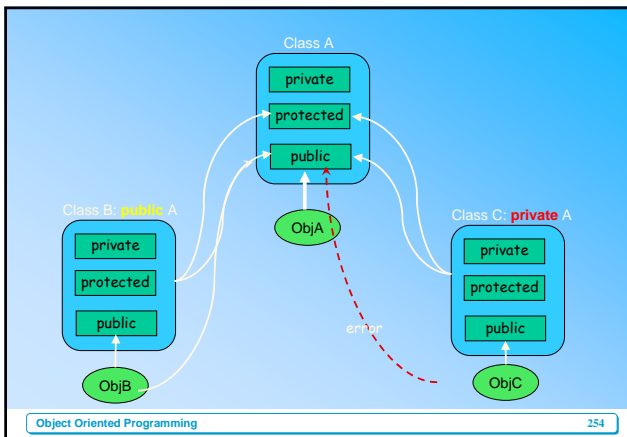 Class A
private
protected
public
ObjA
Class B: public A
private
protected
public
ObjB
Class C: private A
private
protected
public
ObjC
error
Object Oriented Programming
254